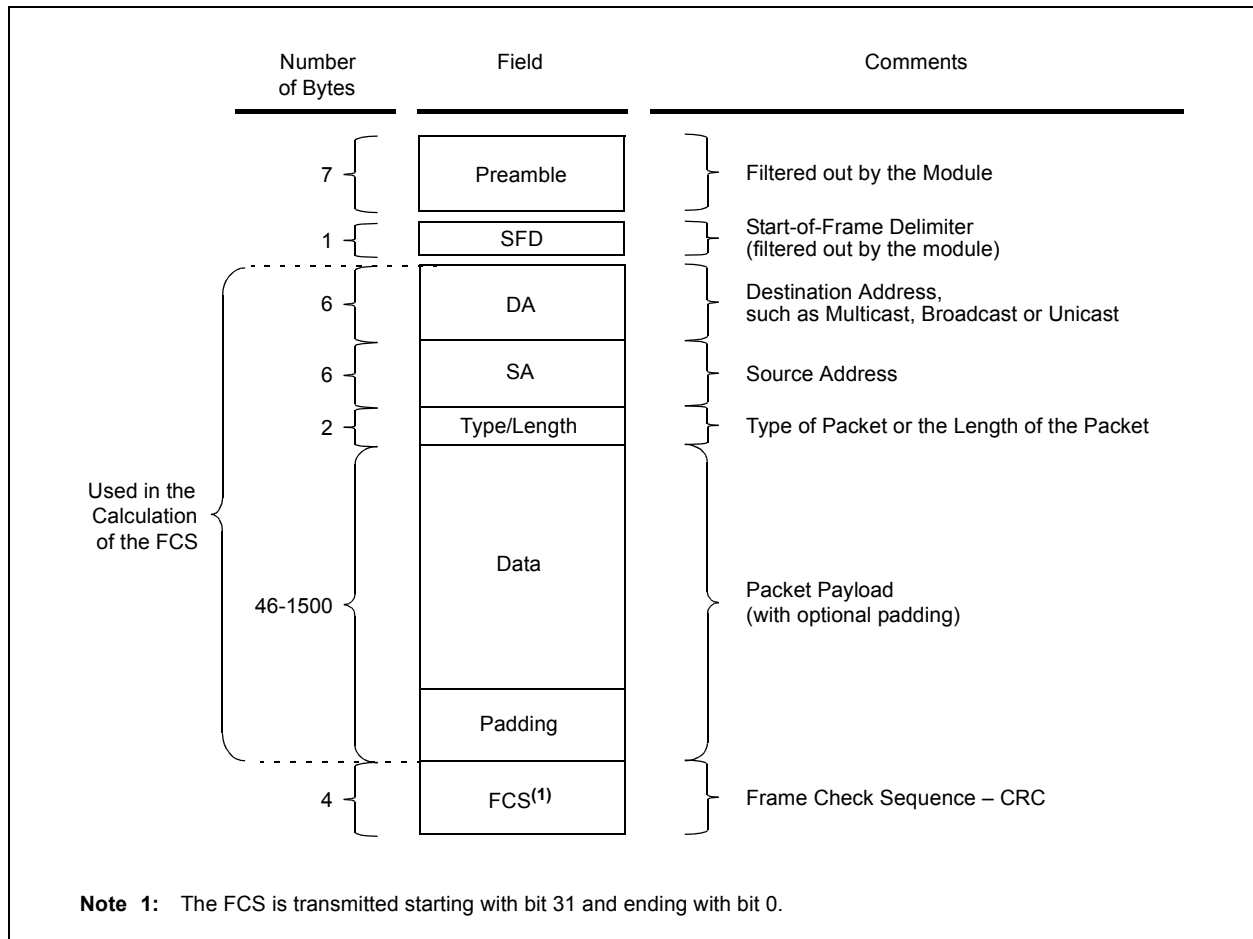 Number of Bytes
Field
Comments
7
Preamble
Filtered out by the Module
1
SFD
Start-of-Frame Delimiter
(filtered out by the module)
6
DA
Destination Address,
such as Multicast, Broadcast or Unicast
6
SA
Source Address
2
Type/Length
Type of Packet or the Length of the Packet
Used in the
Calculation
of the FCS
46-1500
Data
Packet Payload
(with optional padding)
Padding
4
FCS(1)
Frame Check Sequence – CRC
Note 1: The FCS is transmitted starting with bit 31 and ending with bit 0.